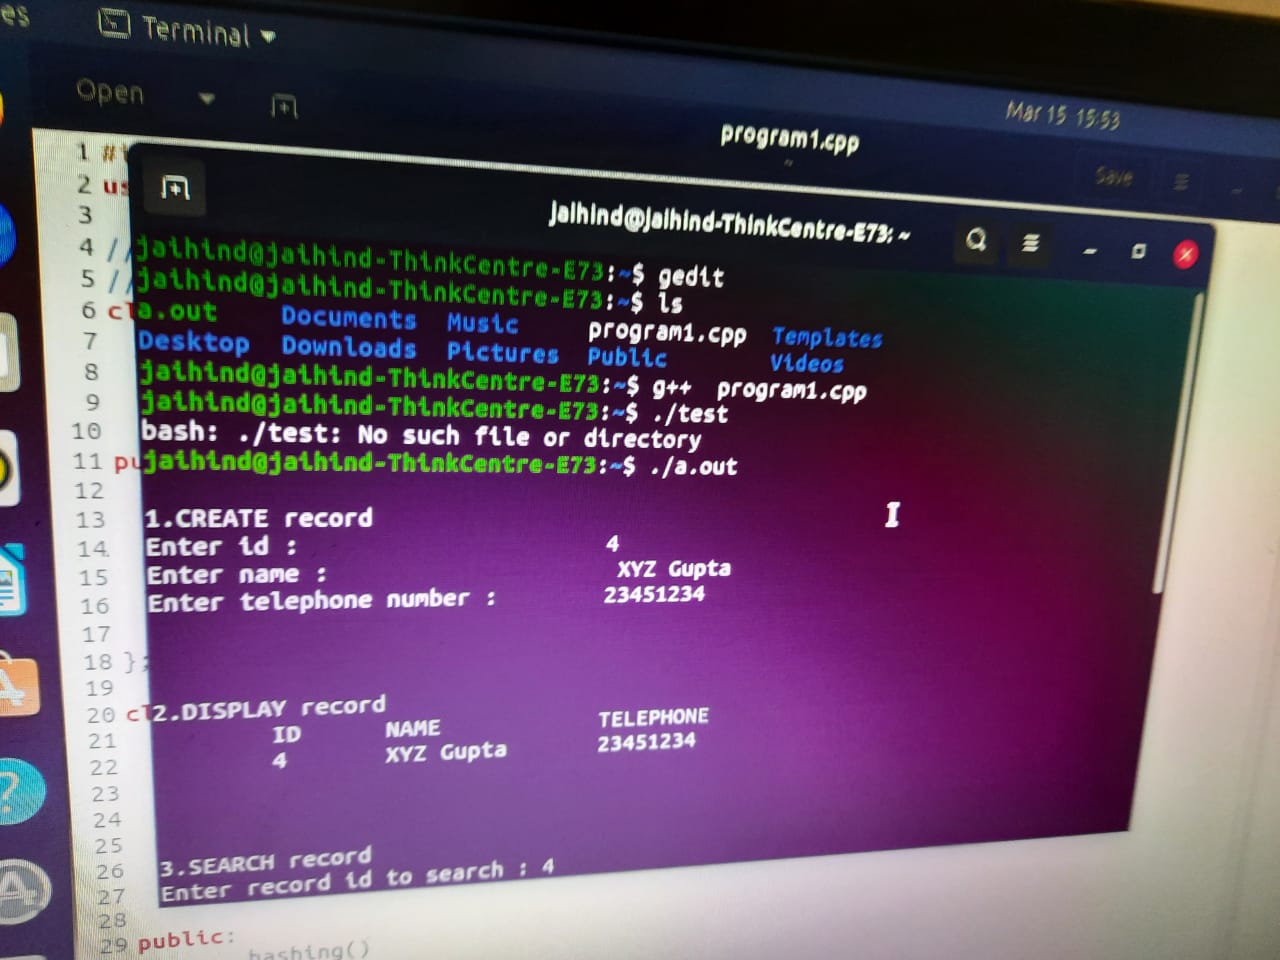 es Terminal
Mar 15 15:53
Open
program1.cpp
~
Save
jaihind@jaihind-ThinkCentre-E73: ~
jaihind@jaihind-ThinkCentre-E73:~$ gedit
jaihind@jaihind-ThinkCentre-E73:~$ ls
a.out Documents Music program1.cpp Templates
Desktop Downloads Pictures Public Videos
jaihind@jaihind-ThinkCentre-E73:~$ g++  program1.cpp
jaihind@jaihind-ThinkCentre-E73:~$ ./test
bash: ./test: No such file or directory
jaihind@jaihind-ThinkCentre-E73:~$ ./a.out
1.CREATE record
Enter id : 4
Enter name : XYZ Gupta
Enter telephone number : 23451234
2.DISPLAY record
ID NAME TELEPHONE
4 XYZ Gupta 23451234
3.SEARCH record
Enter record id to search : 4
1 #
2 us
3
4 //
5 //
6 cl
7
8
9
10
11 pu
12
13
14
15
16
17
18 };
19
20 cl
21
22
23
24
25
26
27
28
29 public:
hashing()